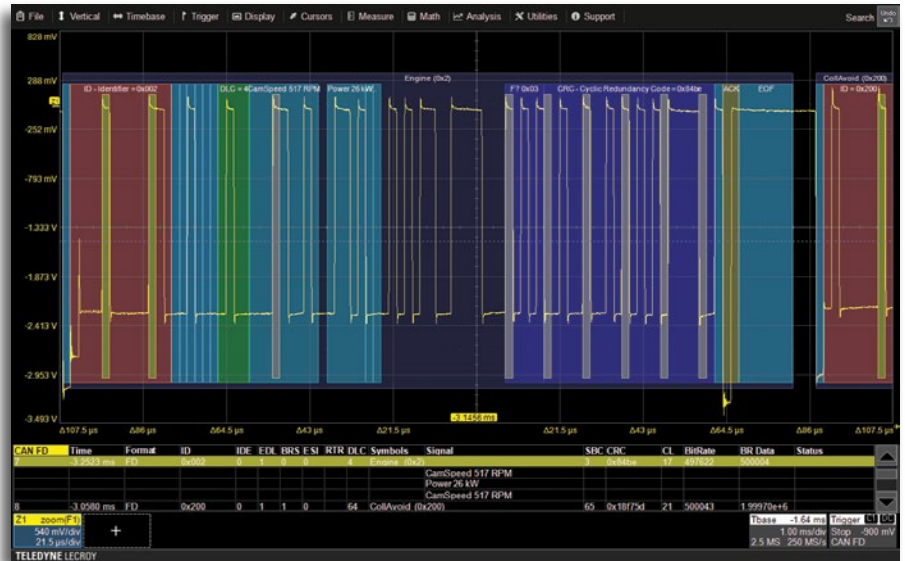 File Vertical Timebase Trigger Display Cursors Measure Math Analysis Utilities Support Search Undo
828 mV
Engine (0x2) CollAvoid (0x200)
288 mV
ID - Identifier = 0x002 DLC = 4 CamSpeed 517 RPM Power 26 kW F? 0x03 CRC - Cyclic Redundancy Code = 0x84be ACK EOF ID = 0x200
Z1
-252 mV
-793 mV
-1.333 V
-1.873 V
-2.413 V
-2.953 V
-3.493 V
-3.1456 ms
Δ107.5 µs Δ86 µs Δ64.5 µs Δ43 µs Δ21.5 µs Δ21.5 µs Δ43 µs Δ64.5 µs Δ86 µs Δ107.5 µs
CAN FD Time Format ID IDE EDL BRS ESI RTR DLC Symbols Signal SBC CRC CL BitRate BR Data Status
7 -3.2523 ms FD 0x002 0 1 0 0 4 Engine (0x2) 3 0x84be 17 497622 500004
CamSpeed 517 RPM
Power 26 kW
CamSpeed 517 RPM
8 -3.0580 ms FD 0x200 0 1 1 0 64 CollAvoid (0x200) 65 0x18f75d 21 500043 1.99970e+6
Z1 zoom(F1) Tbase -1.64 ms Trigger C1 DC
540 mV/div 1.00 ms/div Stop -900 mV
21.5 µs/div 2.5 MS 250 MS/s CAN FD
TELEDYNE LECROY